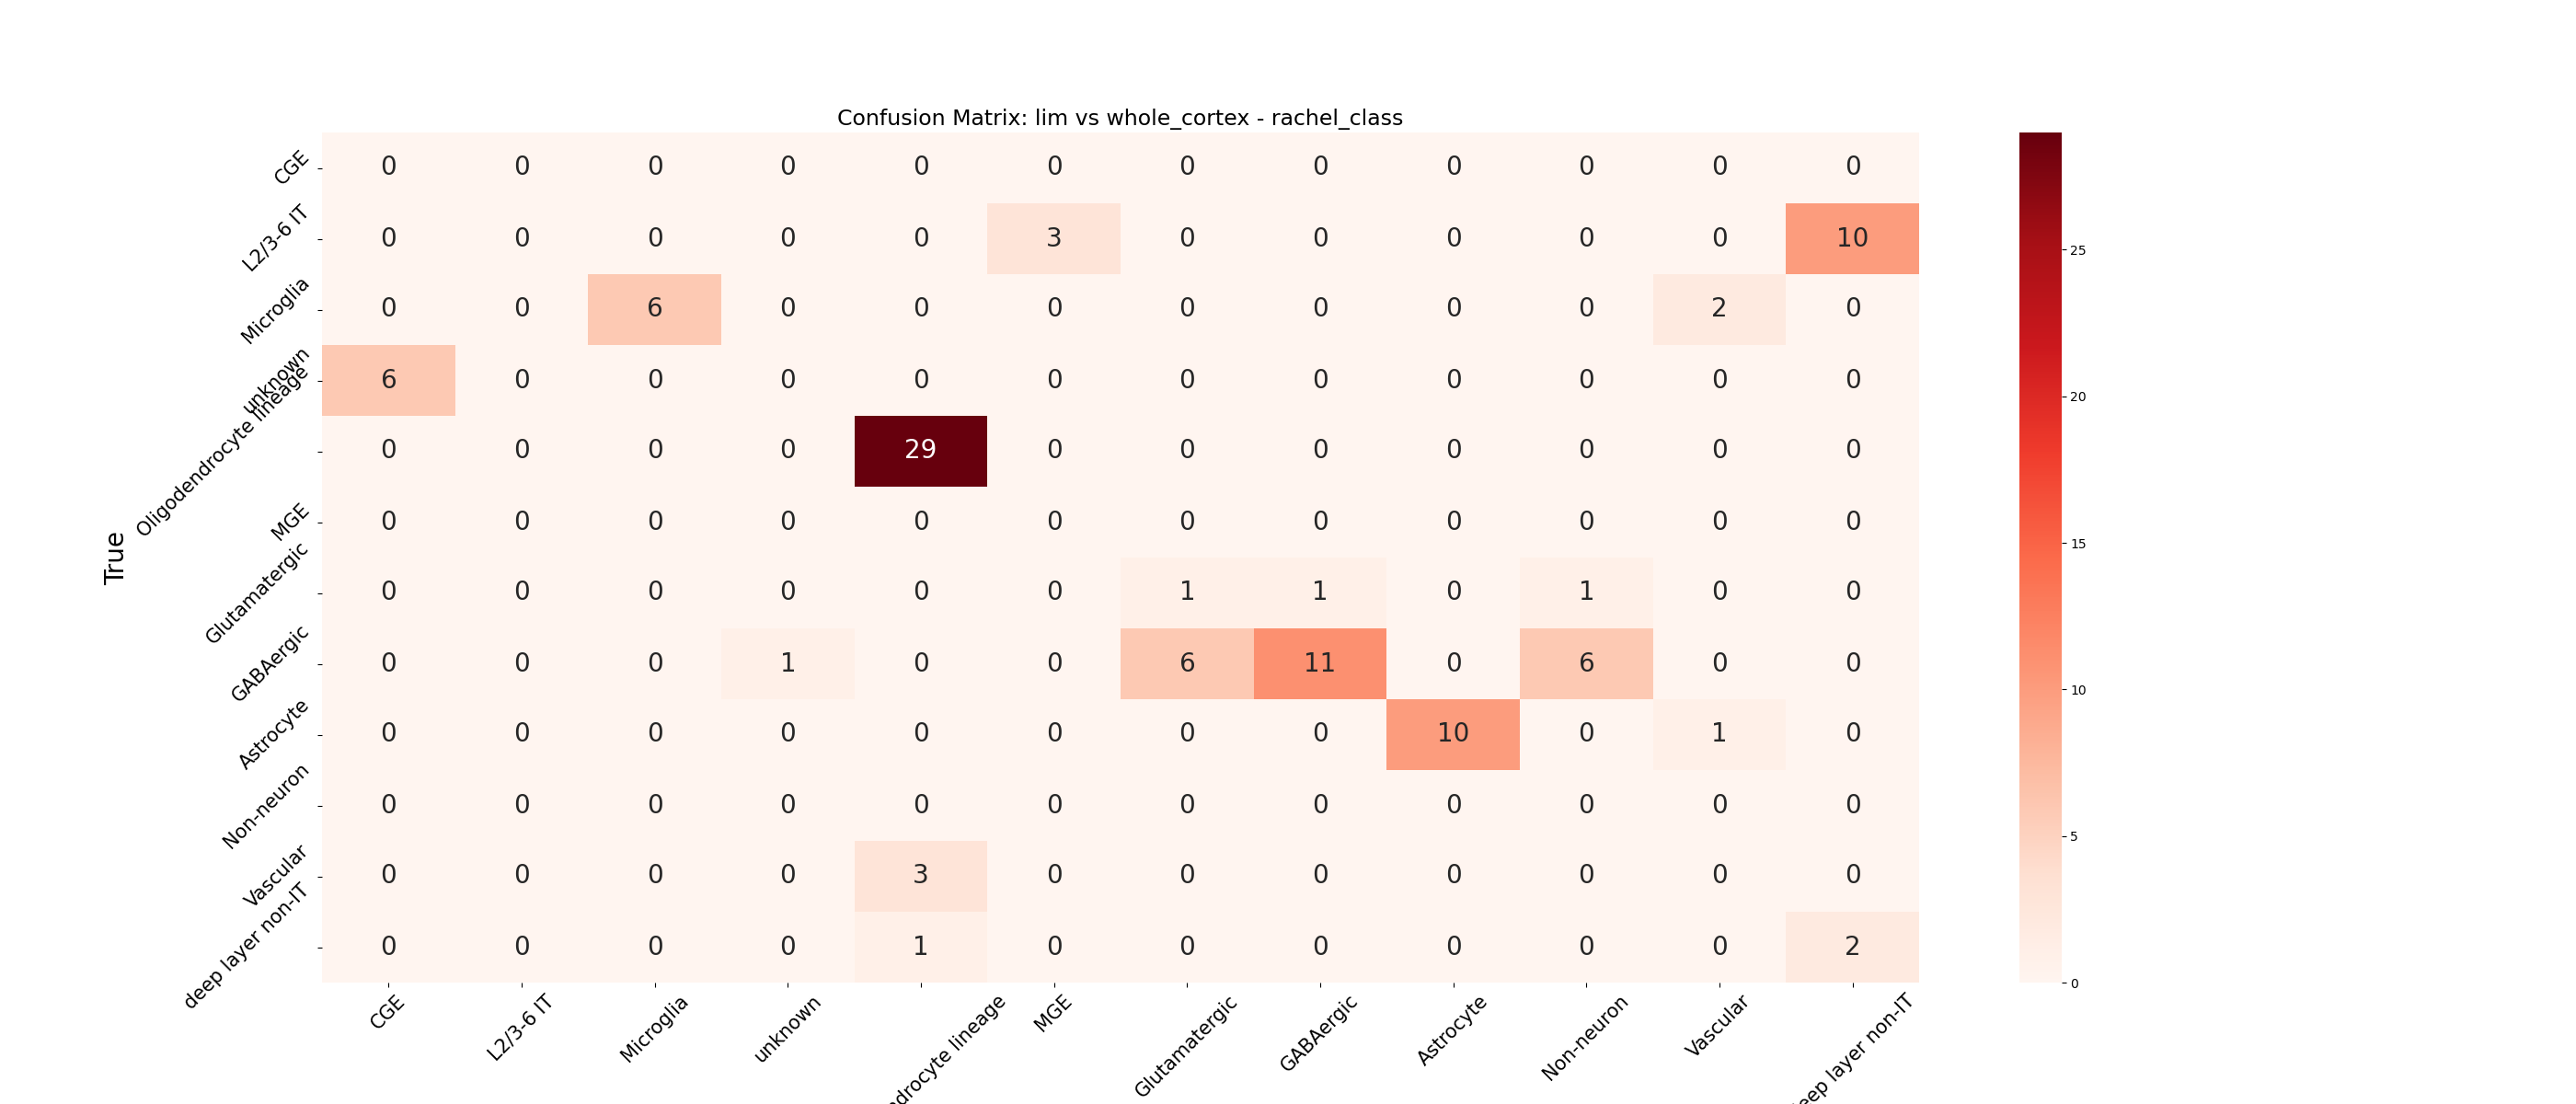 Confusion Matrix: lim vs whole_cortex - rachel_class
True
CGE 0 0 0 0 0 0 0 0 0 0 0 0
L2/3-6 IT 0 0 0 0 0 3 0 0 0 0 0 10
Microglia 0 0 6 0 0 0 0 0 0 0 2 0
unknown 6 0 0 0 0 0 0 0 0 0 0 0
Oligodendrocyte lineage 0 0 0 0 29 0 0 0 0 0 0 0
MGE 0 0 0 0 0 0 0 0 0 0 0 0
Glutamatergic 0 0 0 0 0 0 1 1 0 1 0 0
GABAergic 0 0 0 1 0 0 6 11 0 6 0 0
Astrocyte 0 0 0 0 0 0 0 0 10 0 1 0
Non-neuron 0 0 0 0 0 0 0 0 0 0 0 0
Vascular 0 0 0 0 3 0 0 0 0 0 0 0
deep layer non-IT 0 0 0 0 1 0 0 0 0 0 0 2
CGE L2/3-6 IT Microglia unknown ndrocyte lineage MGE Glutamatergic GABAergic Astrocyte Non-neuron Vascular eep layer non-IT
25
20
15
10
5
0